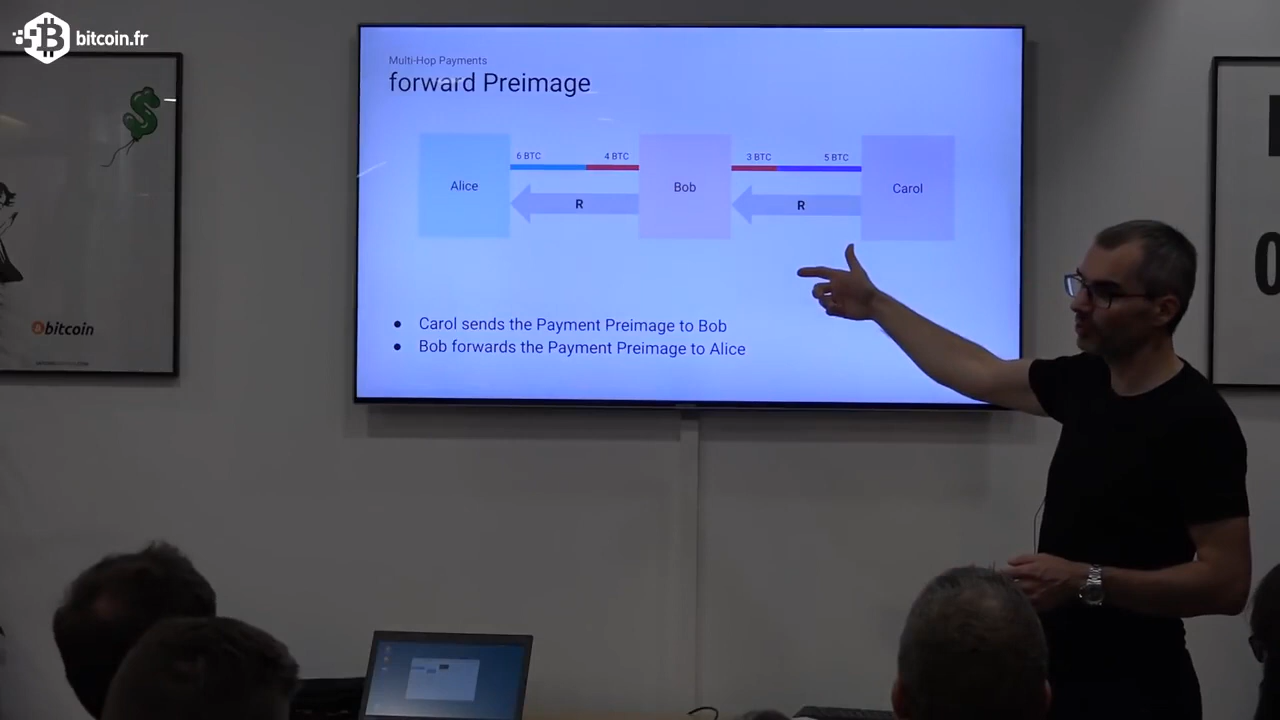 bitcoin.fr
Multi-Hop Payments
forward Preimage
6 BTC 4 BTC 3 BTC 5 BTC
Alice Bob Carol
R R
● Carol sends the Payment Preimage to Bob
● Bob forwards the Payment Preimage to Alice
bitcoin